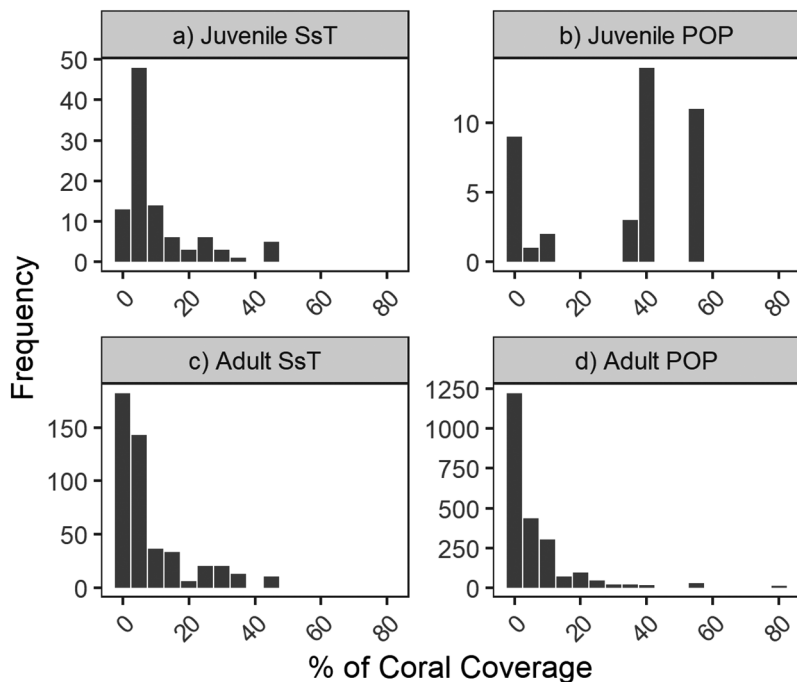 a) Juvenile SsT
b) Juvenile POP
50
40
30
20
10
0
10
5
0
0 20 40 60 80
0 20 40 60 80
Frequency
c) Adult SsT
d) Adult POP
150
100
50
0
1250
1000
750
500
250
0
0 20 40 60 80
0 20 40 60 80
% of Coral Coverage